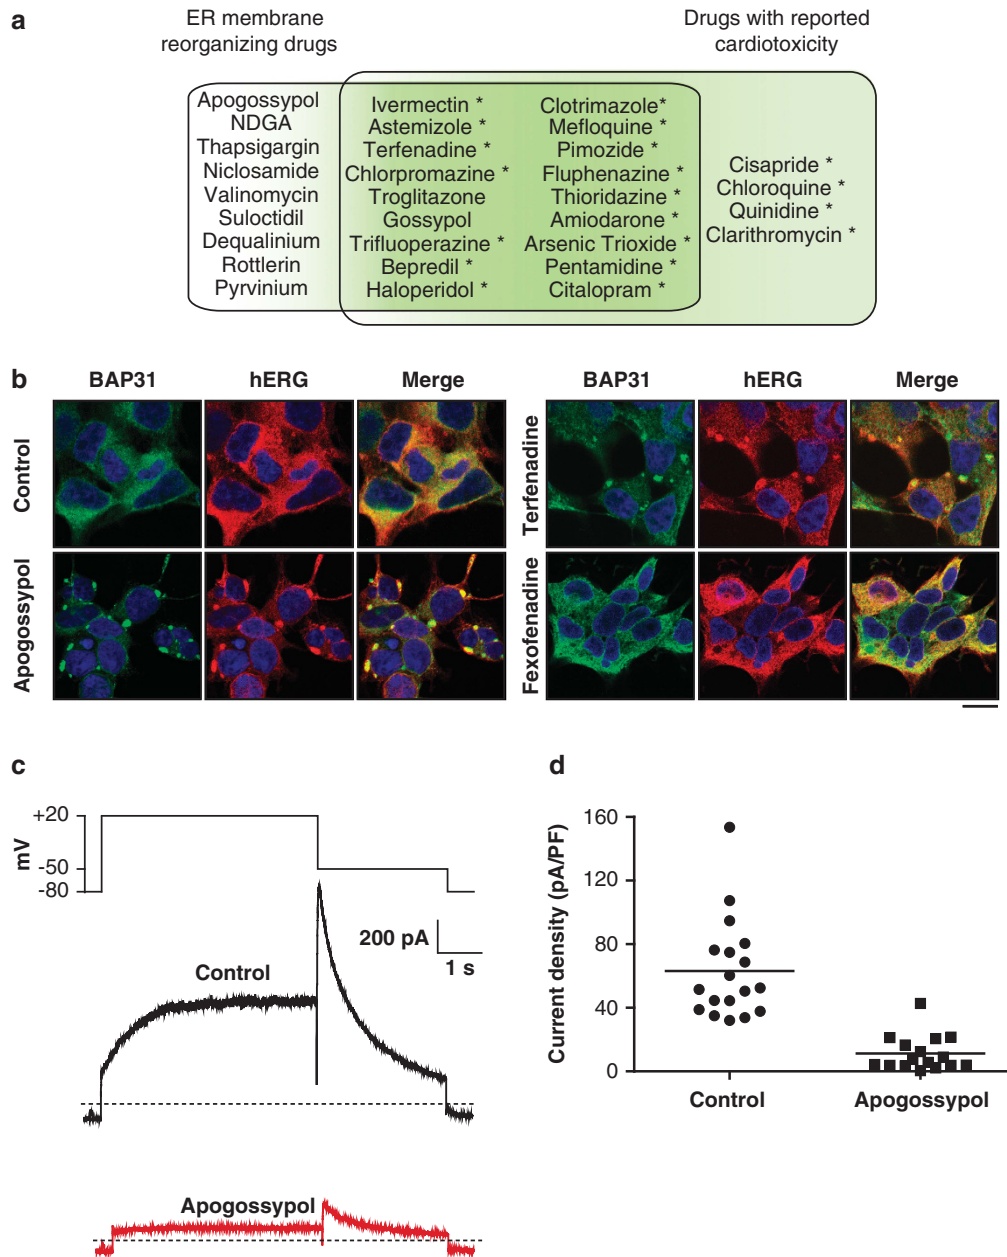 a
ER membrane
reorganizing drugs
Drugs with reported
cardiotoxicity
Apogossypol
NDGA
Thapsigargin
Niclosamide
Valinomycin
Suloctidil
Dequalinium
Rottlerin
Pyrvinium
Ivermectin *
Astemizole *
Terfenadine *
Chlorpromazine *
Troglitazone
Gossypol
Trifluoperazine *
Bepredil *
Haloperidol *
Clotrimazole*
Mefloquine *
Pimozide *
Fluphenazine *
Thioridazine *
Amiodarone *
Arsenic Trioxide *
Pentamidine *
Citalopram *
Cisapride *
Chloroquine *
Quinidine *
Clarithromycin *
b
BAP31 hERG Merge
Control
Apogossypol
BAP31 hERG Merge
Terfenadine
Fexofenadine
c
mV
+20
-50
-80
200 pA
1 s
Control
Apogossypol
d
Current density (pA/PF)
160
120
80
40
0
Control Apogossypol